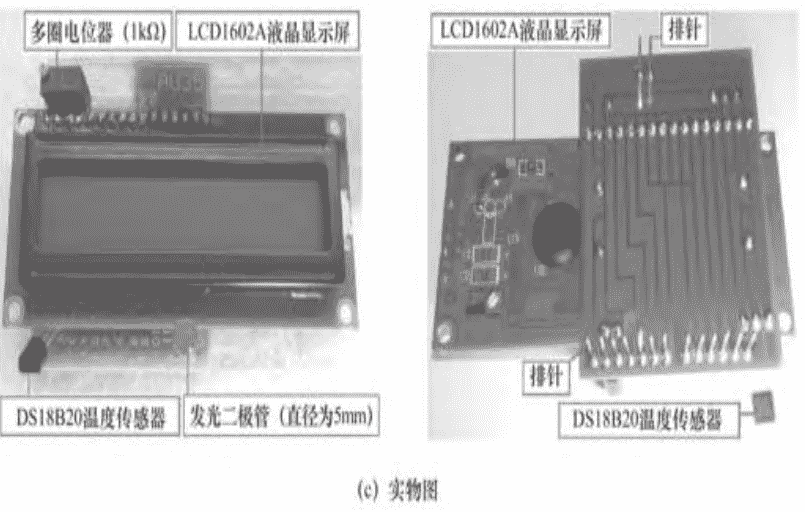 多圈电位器（1kΩ）
LCD1602A液晶显示屏
DS18B20温度传感器
发光二极管（直径为5mm）
LCD1602A液晶显示屏
排针
排针
DS18B20温度传感器
（c）实物图